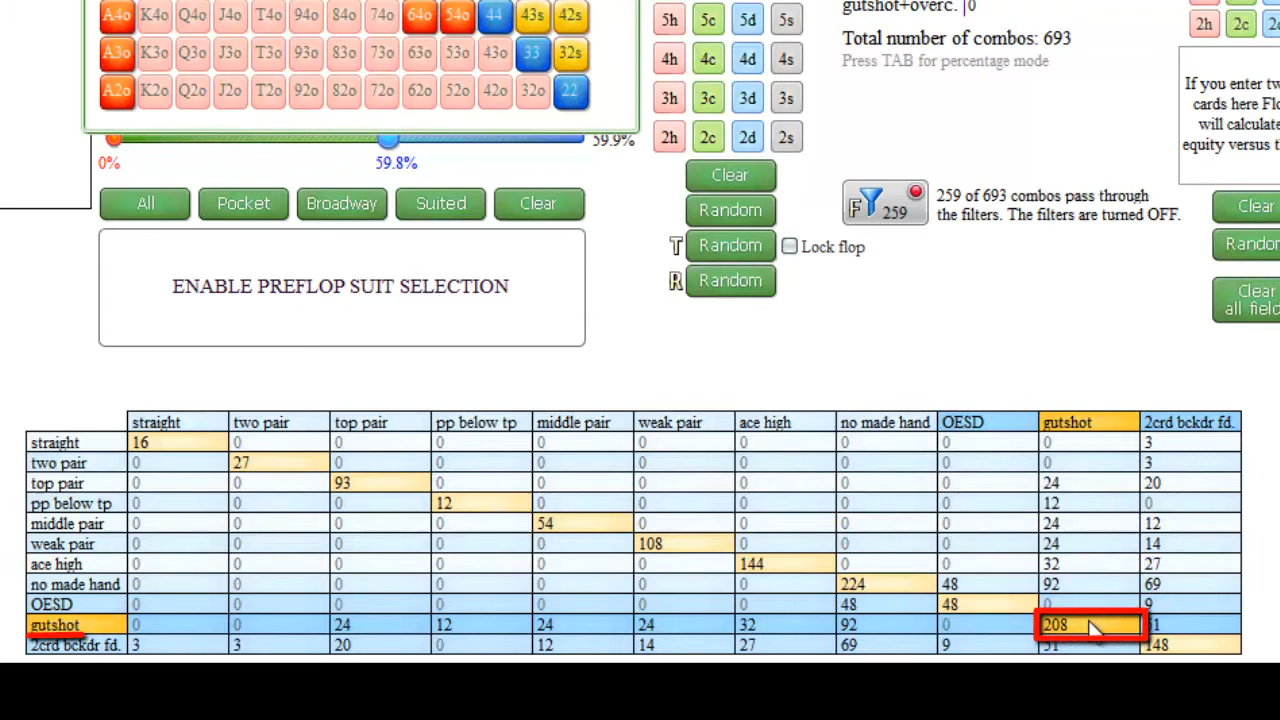 A4o K4o Q4o J4o T4o 94o 84o 74o 64o 54o 44 43s 42s
A3o K3o Q3o J3o T3o 93o 83o 73o 63o 53o 43o 33 32s
A2o K2o Q2o J2o T2o 92o 82o 72o 62o 52o 42o 32o 22
59.9%
0% 59.8%
All Pocket Broadway Suited Clear
ENABLE PREFLOP SUIT SELECTION
5h 5c 5d 5s
4h 4c 4d 4s
3h 3c 3d 3s
2h 2c 2d 2s
Clear
Random
T Random Lock flop
R Random
gutshot+overc. 0
Total number of combos: 693
Press TAB for percentage mode
F 259
259 of 693 combos pass through
the filters. The filters are turned OFF.
2h 2c
If you enter tw
cards here Flo
will calculate
equity versus th
Clear
Random
Clear
all field
straight two pair top pair pp below tp middle pair weak pair ace high no made hand OESD gutshot 2crd bckdr fd.
straight 16 0 0 0 0 0 0 0 0 0 3
two pair 0 27 0 0 0 0 0 0 0 0 3
top pair 0 0 93 0 0 0 0 0 0 24 20
pp below tp 0 0 0 12 0 0 0 0 0 12 0
middle pair 0 0 0 0 54 0 0 0 0 24 12
weak pair 0 0 0 0 0 108 0 0 0 24 14
ace high 0 0 0 0 0 0 144 0 0 32 27
no made hand 0 0 0 0 0 0 0 224 48 92 69
OESD 0 0 0 0 0 0 0 48 48 0 9
gutshot 0 0 24 12 24 24 32 92 0 208 51
2crd bckdr fd. 3 3 20 0 12 14 27 69 9 51 148